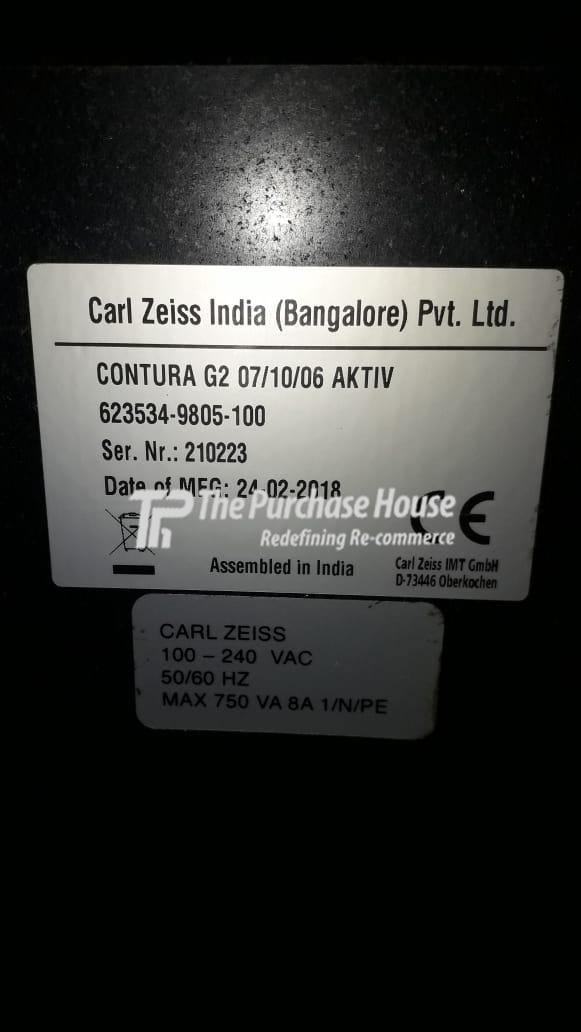 Carl Zeiss India (Bangalore) Pvt. Ltd.
CONTURA G2 07/10/06 AKTIV
623534-9805-100
Ser. Nr.: 210223
Date of MFG: 24-02-2018
TPH The Purchase House
Redefining Re-commerce
CE
Assembled in India
Carl Zeiss IMT GmbH
D-73446 Oberkochen
CARL ZEISS
100 – 240 VAC
50/60 HZ
MAX 750 VA 8A 1/N/PE